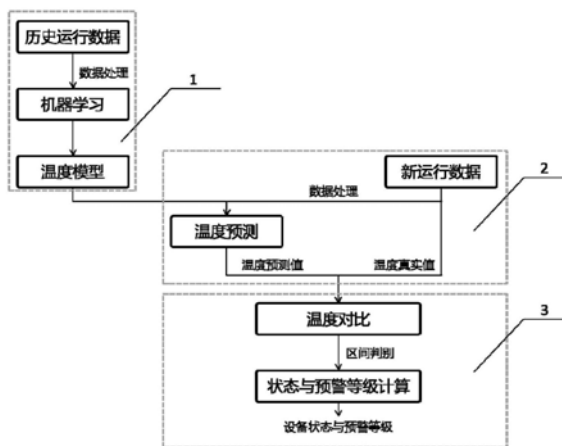 历史运行数据
数据处理
1
机器学习
温度模型
新运行数据
2
数据处理
温度预测
温度预测值
温度真实值
温度对比
3
区间判别
状态与预警等级计算
设备状态与预警等级